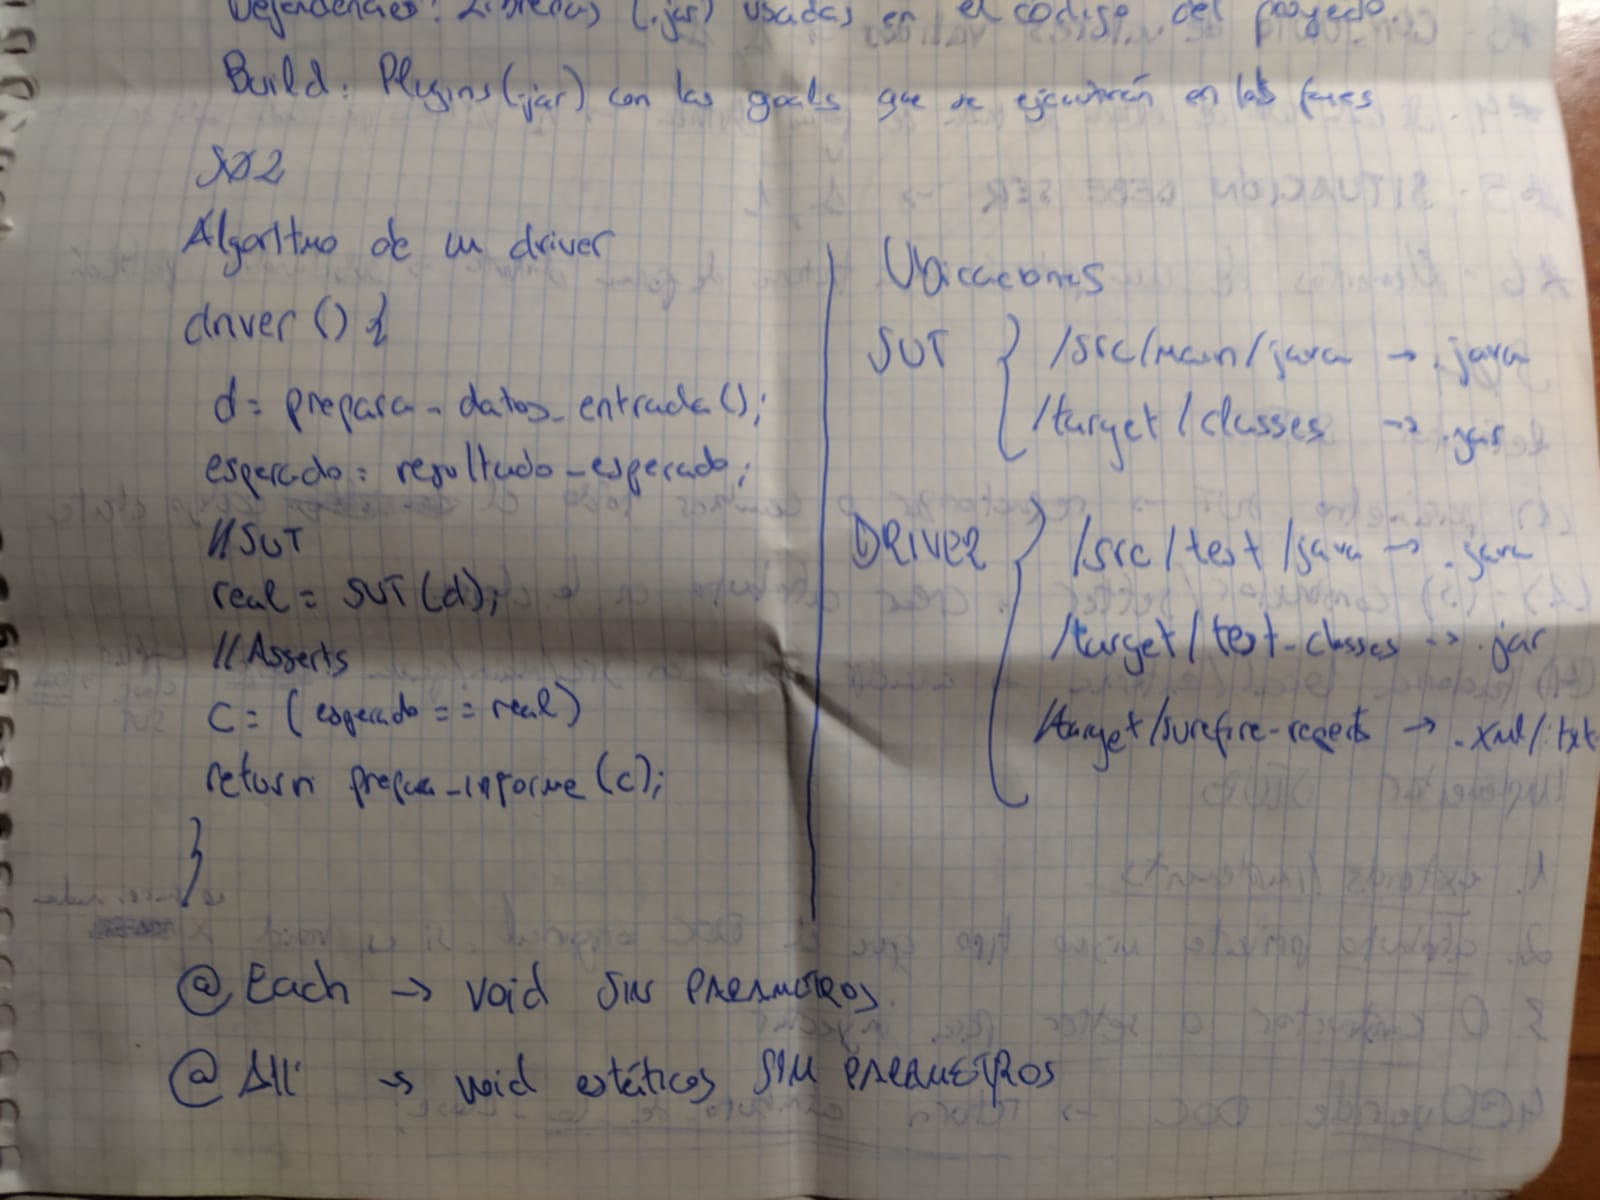 Dependencies: Librerias (.jar) usadas en el código del proyecto.
Build: Plugins (.jar) con las goals que se ejecutarán en las fases
S02
Algoritmo de un driver
driver () {
d = prepara_datos_entrada();
esperado = resultado_esperado;
//SUT
real = SUT (d);
//Asserts
C = (esperado == real)
return prepara_informe (c);
}
Ubicaciones
SUT { /src/main/java → .java
/target/classes → .jar
DRIVER { /src/test/java → .java
/target/test-classes → .jar
/target/surefire-reports → .xml/.txt
@Each → void SIN PARAMETROS
@All → void estáticos SIN PARAMETROS